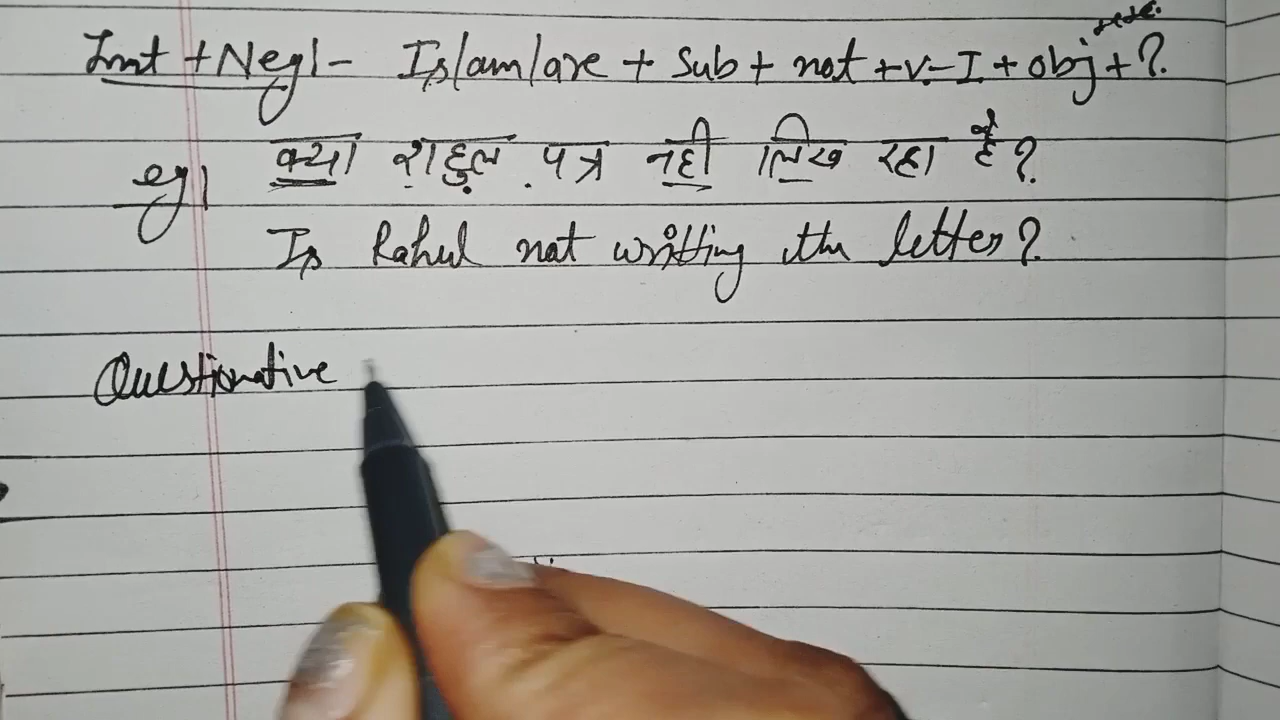 etc.
Int + Neg|- Is/am/are + Sub + not + v-I + obj + ?
eg| क्या राहुल पत्र नही लिख रहा है?
Is Rahul not writting the letter?
Questionative